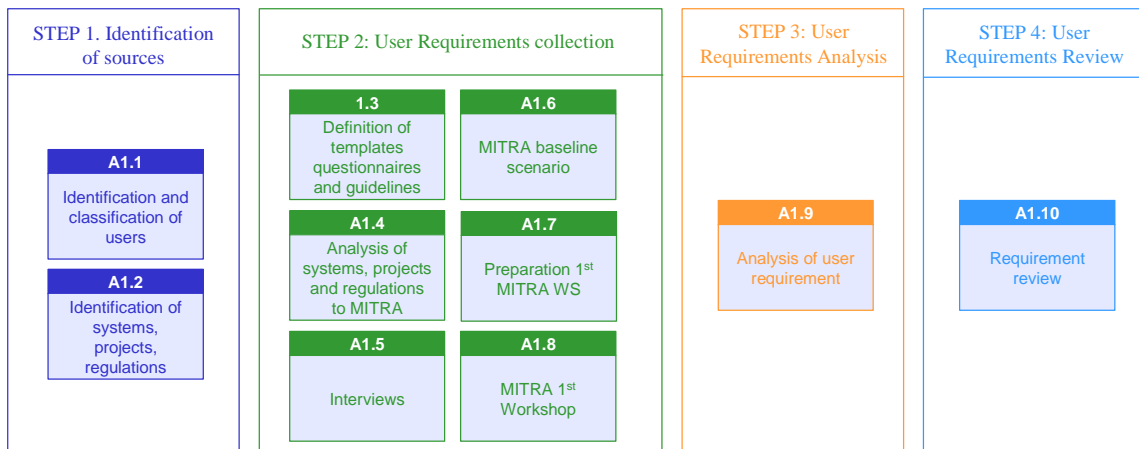 STEP 1. Identification
of sources
A1.1
Identification and
classification of
users
A1.2
Identification of
systems,
projects,
regulations
STEP 2: User Requirements collection
1.3
Definition of
templates
questionnaires
and guidelines
A1.4
Analysis of
systems, projects
and regulations
to MITRA
A1.5
Interviews
A1.6
MITRA baseline
scenario
A1.7
Preparation 1st
MITRA WS
A1.8
MITRA 1st
Workshop
STEP 3: User
Requirements Analysis
A1.9
Analysis of user
requirement
STEP 4: User
Requirements Review
A1.10
Requirement
review